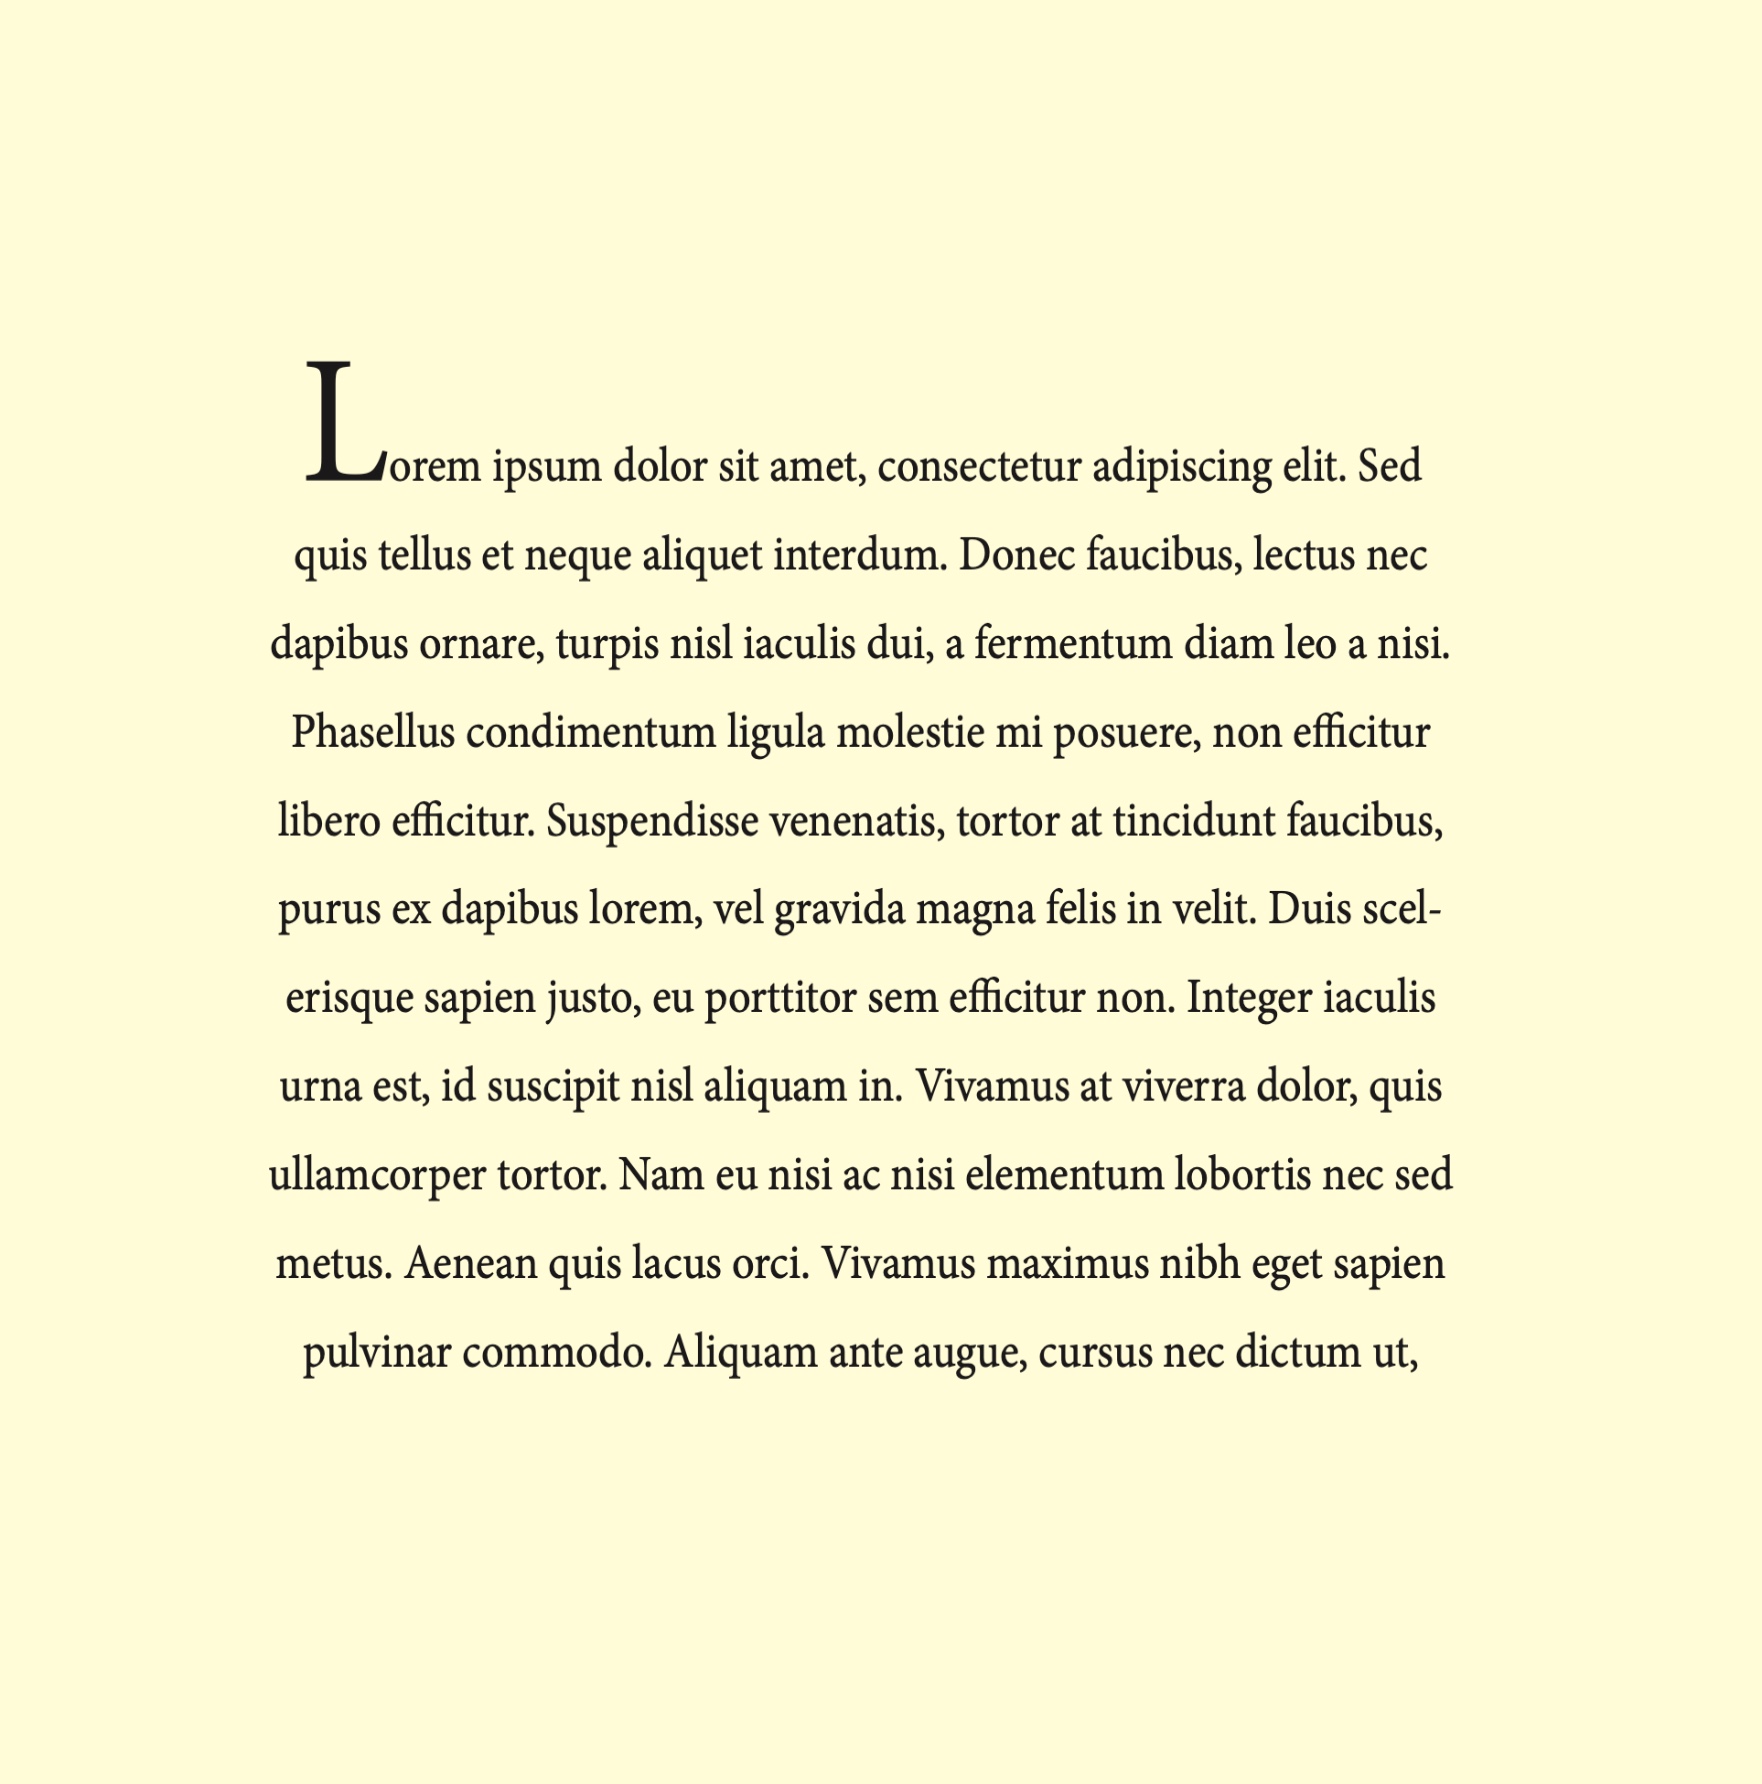 Lorem ipsum dolor sit amet, consectetur adipiscing elit. Sed
quis tellus et neque aliquet interdum. Donec faucibus, lectus nec
dapibus ornare, turpis nisl iaculis dui, a fermentum diam leo a nisi.
Phasellus condimentum ligula molestie mi posuere, non efficitur
libero efficitur. Suspendisse venenatis, tortor at tincidunt faucibus,
purus ex dapibus lorem, vel gravida magna felis in velit. Duis scel-
erisque sapien justo, eu porttitor sem efficitur non. Integer iaculis
urna est, id suscipit nisl aliquam in. Vivamus at viverra dolor, quis
ullamcorper tortor. Nam eu nisi ac nisi elementum lobortis nec sed
metus. Aenean quis lacus orci. Vivamus maximus nibh eget sapien
pulvinar commodo. Aliquam ante augue, cursus nec dictum ut,